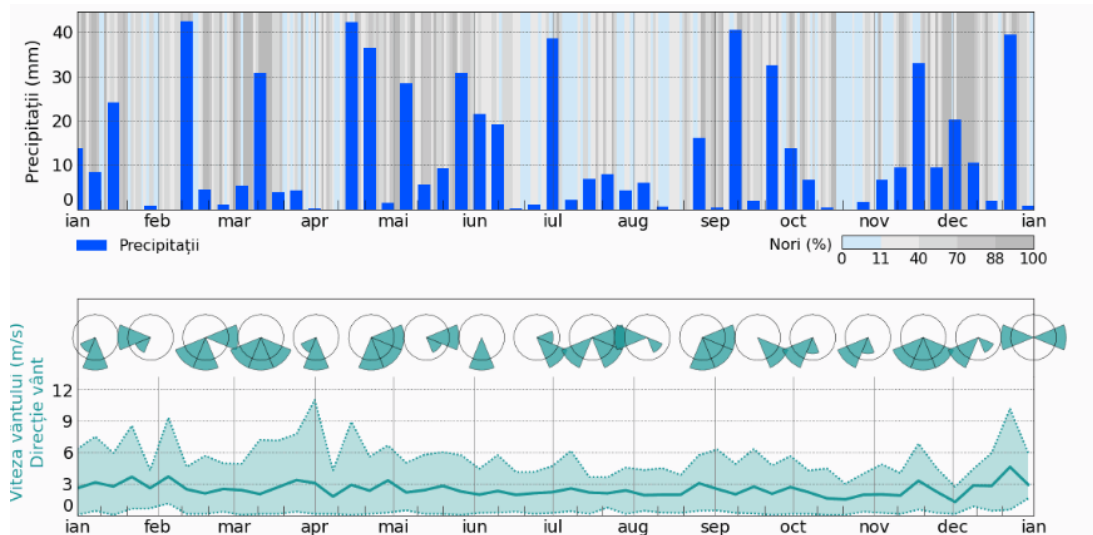 Precipitații (mm)
40
30
20
10
0
ian feb mar apr mai iun iul aug sep oct nov dec ian
Precipitații
Nori (%)
0 11 40 70 88 100
Viteza vântului (m/s)
Direcție vânt
12
9
6
3
0
ian feb mar apr mai iun iul aug sep oct nov dec ian